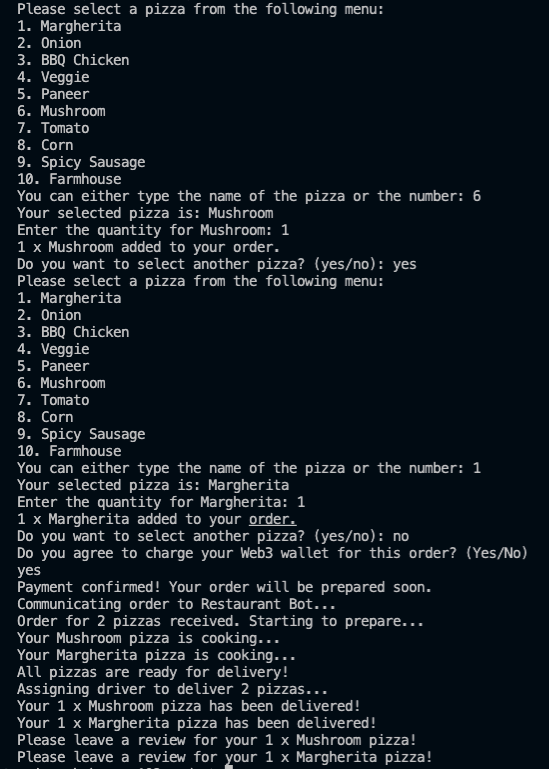 Please select a pizza from the following menu:
1. Margherita
2. Onion
3. BBQ Chicken
4. Veggie
5. Paneer
6. Mushroom
7. Tomato
8. Corn
9. Spicy Sausage
10. Farmhouse
You can either type the name of the pizza or the number: 6
Your selected pizza is: Mushroom
Enter the quantity for Mushroom: 1
1 x Mushroom added to your order.
Do you want to select another pizza? (yes/no): yes
Please select a pizza from the following menu:
1. Margherita
2. Onion
3. BBQ Chicken
4. Veggie
5. Paneer
6. Mushroom
7. Tomato
8. Corn
9. Spicy Sausage
10. Farmhouse
You can either type the name of the pizza or the number: 1
Your selected pizza is: Margherita
Enter the quantity for Margherita: 1
1 x Margherita added to your order.
Do you want to select another pizza? (yes/no): no
Do you agree to charge your Web3 wallet for this order? (Yes/No)
yes
Payment confirmed! Your order will be prepared soon.
Communicating order to Restaurant Bot...
Order for 2 pizzas received. Starting to prepare...
Your Mushroom pizza is cooking...
Your Margherita pizza is cooking...
All pizzas are ready for delivery!
Assigning driver to deliver 2 pizzas...
Your 1 x Mushroom pizza has been delivered!
Your 1 x Margherita pizza has been delivered!
Please leave a review for your 1 x Mushroom pizza!
Please leave a review for your 1 x Margherita pizza!